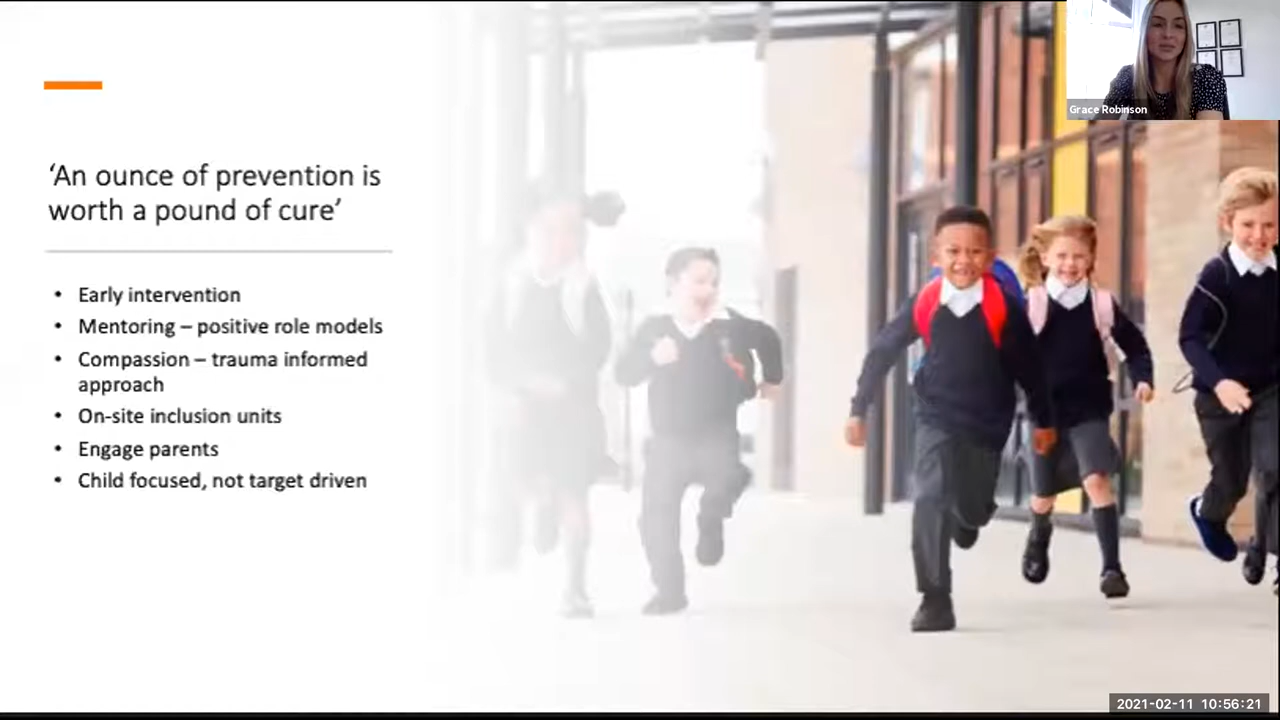 Grace Robinson
‘An ounce of prevention is
worth a pound of cure’
• Early intervention
• Mentoring – positive role models
• Compassion – trauma informed
approach
• On-site inclusion units
• Engage parents
• Child focused, not target driven
2021-02-11 10:56:21